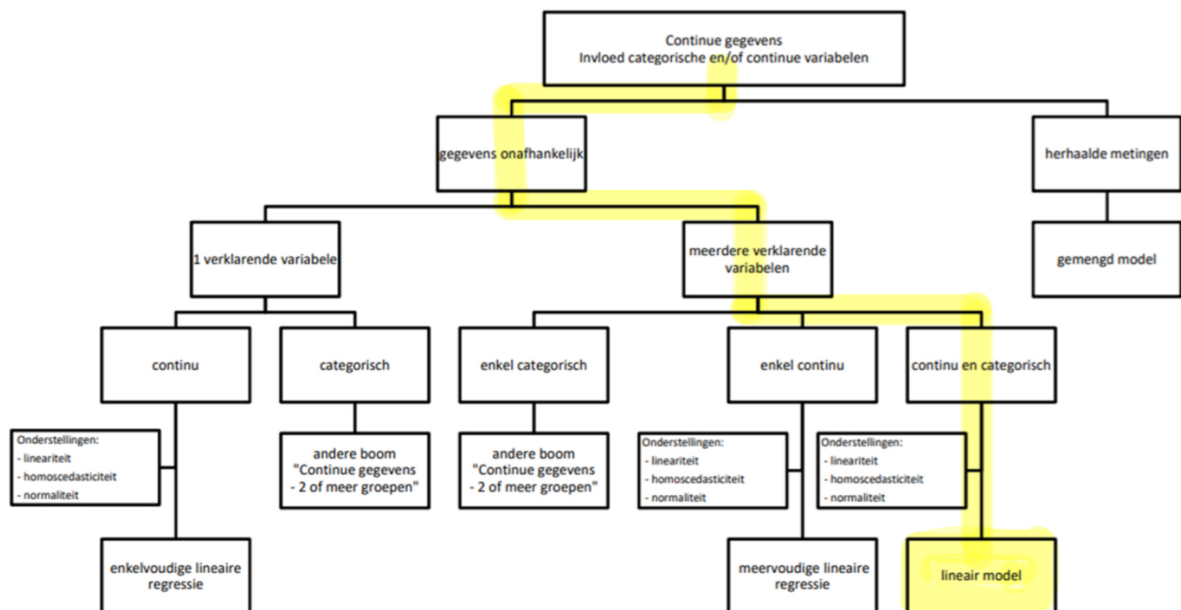 Continue gegevens
Invloed categorische en/of continue variabelen
gegevens onafhankelijk
herhaalde metingen
1 verklarende variabele
meerdere verklarende
variabelen
gemengd model
continu
categorisch
enkel categorisch
enkel continu
continu en categorisch
Onderstellingen:
- lineariteit
- homoscedasticiteit
- normaliteit
andere boom
"Continue gegevens
- 2 of meer groepen"
andere boom
"Continue gegevens
- 2 of meer groepen"
Onderstellingen:
- lineariteit
- homoscedasticiteit
- normaliteit
Onderstellingen:
- lineariteit
- homoscedasticiteit
- normaliteit
enkelvoudige lineaire
regressie
meervoudige lineaire
regressie
lineair model